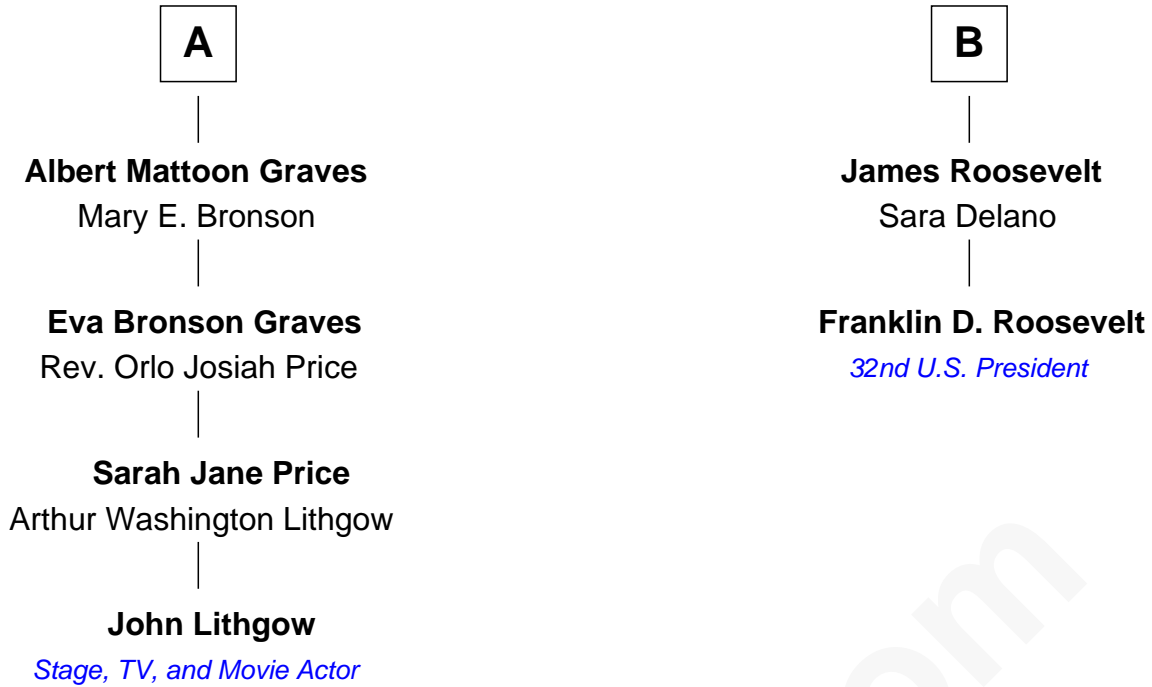 A
Albert Mattoon Graves
Mary E. Bronson
Eva Bronson Graves
Rev. Orlo Josiah Price
Sarah Jane Price
Arthur Washington Lithgow
John Lithgow
Stage, TV, and Movie Actor
B
James Roosevelt
Sara Delano
Franklin D. Roosevelt
32nd U.S. President
om